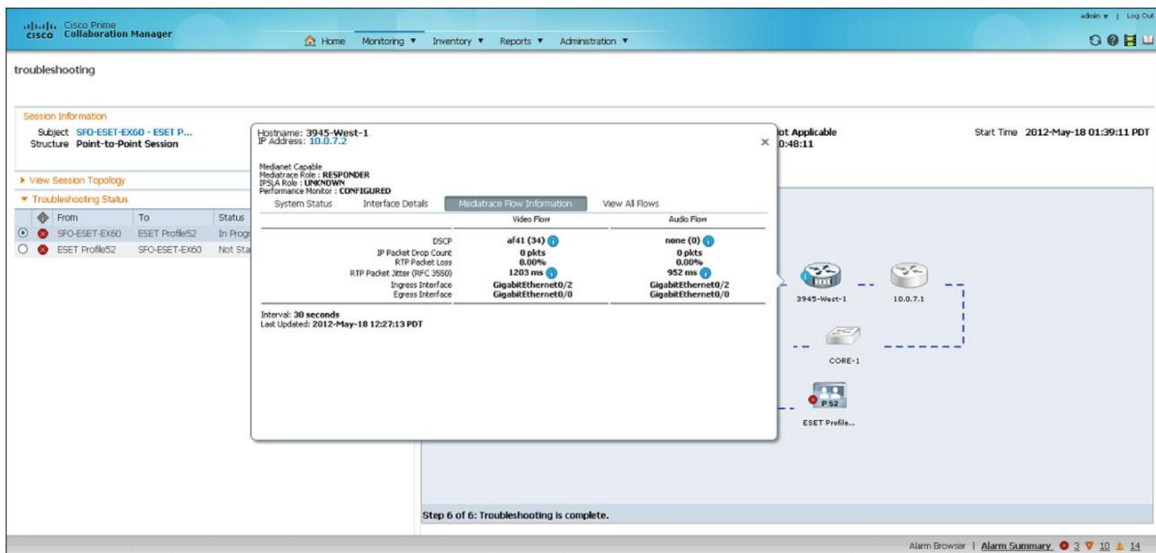 admin | Log Out
cisco Cisco Prime
Collaboration Manager
Home Monitoring Inventory Reports Administration
troubleshooting
Session Information
Subject SFO-ESET-EX60 - ESET P...
Structure Point-to-Point Session
ot Applicable
0:48:11
Start Time 2012-May-18 01:39:11 PDT
View Session Topology
Troubleshooting Status
From To Status
SFO-ESET-EX60 ESET Profile52 In Progr
ESET Profile52 SFO-ESET-EX60 Not Sta
Hostname: 3945-West-1
IP Address: 10.0.7.2
Medianet Capable
Mediatrace Role : RESPONDER
IPSLA Role : UNKNOWN
Performance Monitor : CONFIGURED
System Status Interface Details Mediatrace Flow Information View All Flows
Video Flow Audio Flow
DSCP af41 (34) none (0)
IP Packet Drop Count 0 pkts 0 pkts
RTP Packet Loss 0.00% 0.00%
RTP Packet Jitter (RFC 3550) 1203 ms 952 ms
Ingress Interface GigabitEthernet0/2 GigabitEthernet0/2
Egress Interface GigabitEthernet0/0 GigabitEthernet0/0
Interval: 30 seconds
Last Updated: 2012-May-18 12:27:13 PDT
3945-West-1
10.0.7.1
CORE-1
P 52
ESET Profile...
Step 6 of 6: Troubleshooting is complete.
Alarm Browser | Alarm Summary 3 10 14